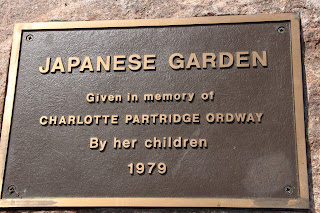 JAPANESE GARDEN
Given in memory of
CHARLOTTE PARTRIDGE ORDWAY
By her children
1979